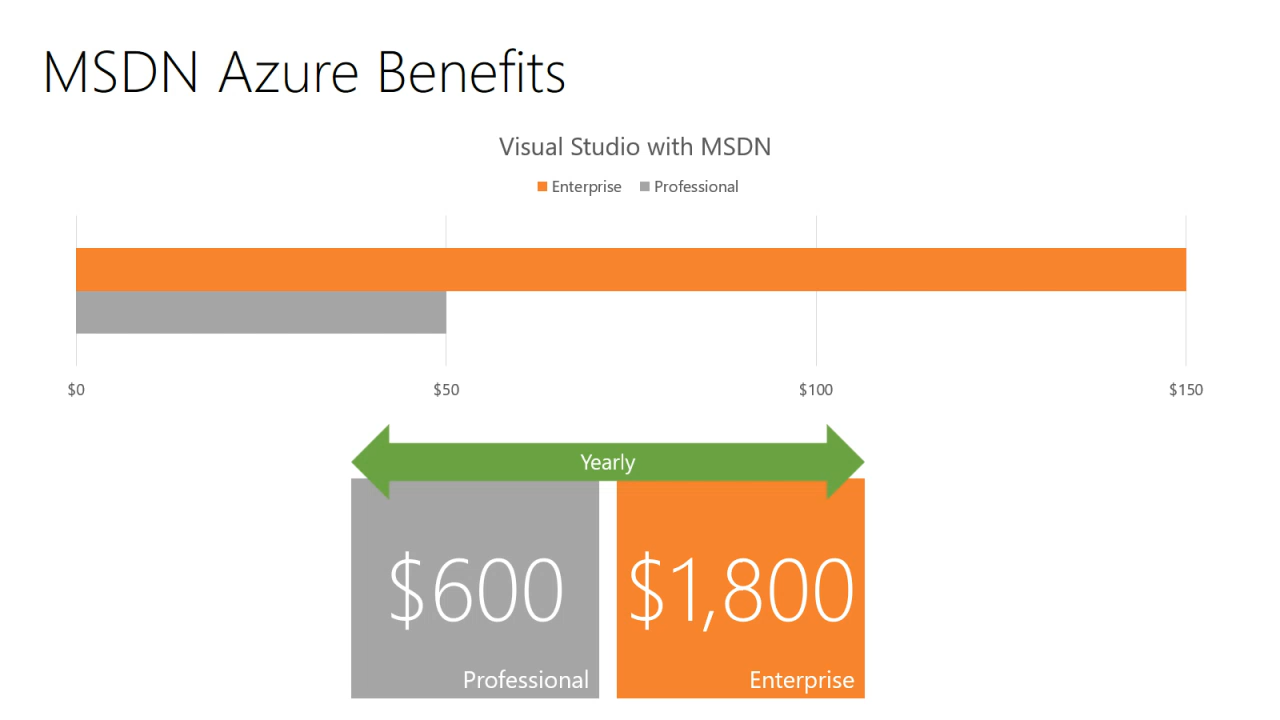 MSDN Azure Benefits
Visual Studio with MSDN
Enterprise Professional
$0 $50 $100 $150
Yearly
$600 $1,800
Professional Enterprise